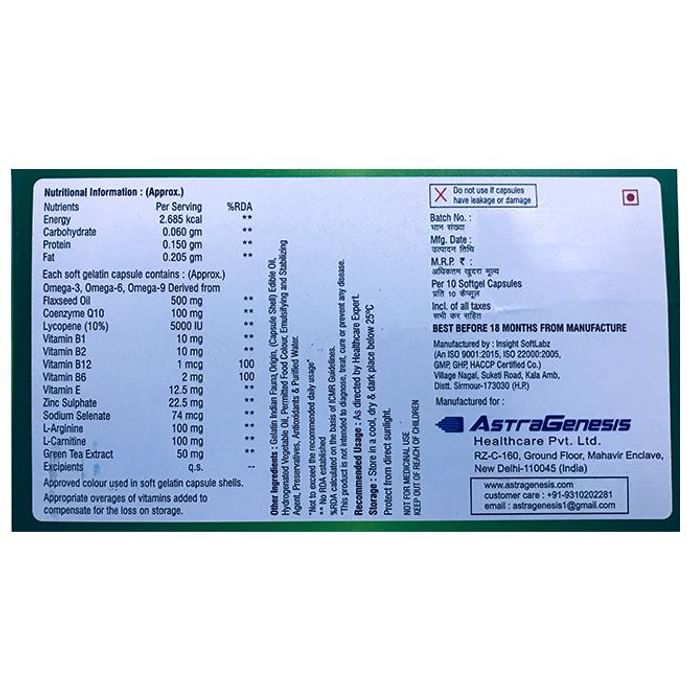 Nutritional Information : (Approx.)
Nutrients Per Serving %RDA
Energy 2.685 kcal **
Carbohydrate 0.060 gm **
Protein 0.150 gm **
Fat 0.205 gm **
Each soft gelatin capsule contains : (Approx.)
Omega-3, Omega-6, Omega-9 Derived from
Flaxseed Oil 500 mg **
Coenzyme Q10 100 mg **
Lycopene (10%) 5000 IU **
Vitamin B1 10 mg **
Vitamin B2 10 mg **
Vitamin B12 1 mcg 100
Vitamin B6 2 mg 100
Vitamin E 12.5 mg **
Zinc Sulphate 22.5 mg **
Sodium Selenate 74 mcg **
L-Arginine 100 mg **
L-Carnitine 100 mg **
Green Tea Extract 50 mg **
Excipients q.s. --
Approved colour used in soft gelatin capsule shells.
Appropriate overages of vitamins added to
compensate for the loss on storage.
Other Ingredients : Gelatin Indian Fauna Origin, (Capsule Shell) Edible Oil,
Hydrogenated Vegetable Oil, Permitted Food Colour, Emulsifying and Stabilizing
Agent, Preservatives, Antioxidants & Purified Water.
*Not to exceed the recommended daily usage*
** No RDA established
%RDA calculated on the basis of ICMR Guidelines.
*This product is not intended to diagnose, treat, cure or prevent any disease.
Recommended Usage : As directed by Healthcare Expert.
Storage : Store in a cool, dry & dark place below 25°C
Protect from direct sunlight.
NOT FOR MEDICINAL USE
KEEP OUT OF REACH OF CHILDREN
Do not use if capsules
have leakage or damage
Batch No. :
घान संख्या
Mfg. Date :
उत्पादन तिथि
M.R.P. ₹ :
अधिकतम खुदरा मूल्य
Per 10 Softgel Capsules
प्रति 10 कैप्सूल
Incl. of all taxes
सभी कर सहित
BEST BEFORE 18 MONTHS FROM MANUFACTURE
Manufactured by : Insight SoftLabz
(An ISO 9001:2015, ISO 22000:2005,
GMP, GHP, HACCP Certified Co.)
Village Nagal, Suketi Road, Kala Amb,
Distt. Sirmour-173030 (H.P.)
Manufactured for :
ASTRAGENESIS
Healthcare Pvt. Ltd.
RZ-C-160, Ground Floor, Mahavir Enclave,
New Delhi-110045 (India)
www.astragenesis.com
customer care : +91-9310202281
email : astragenesis1@gmail.com